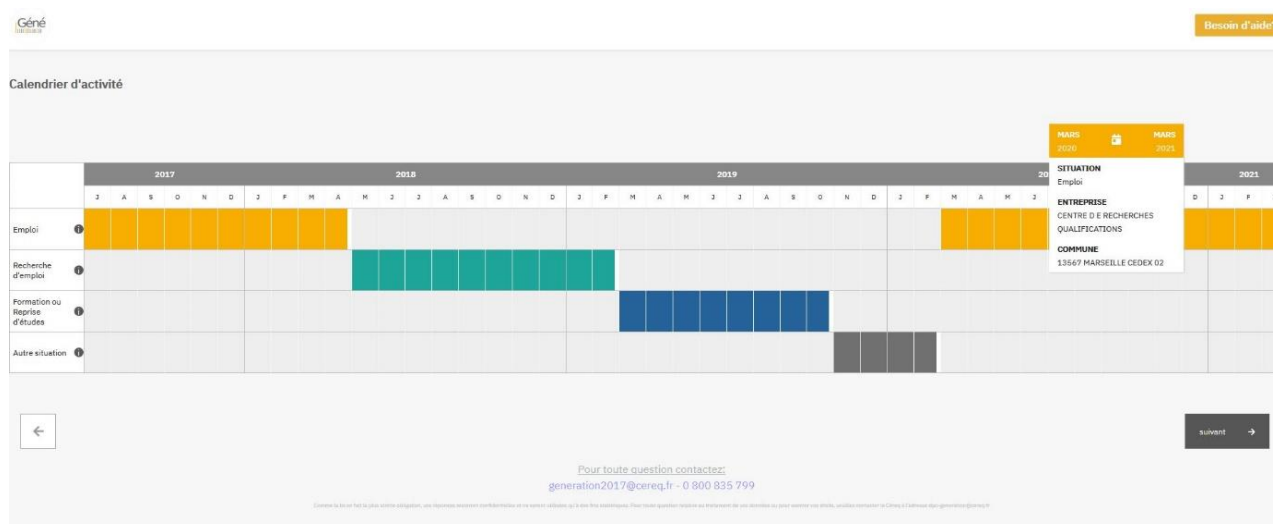 Géné
Besoin d'aide?
Calendrier d'activité
MARS MARS
2020 2021
SITUATION
Emploi
ENTREPRISE
CENTRE D E RECHERCHES
QUALIFICATIONS
COMMUNE
13567 MARSEILLE CEDEX 02
2017 2018 2019 20 2021
J A S O N D J F M A M J J A S O N D J F M A M J J A S O N D J F M A M J D J F
Emploi
Recherche
d'emploi
Formation ou
Reprise
d'études
Autre situation
suivant
Pour toute question contactez:
generation2017@cereq.fr - 0 800 835 799